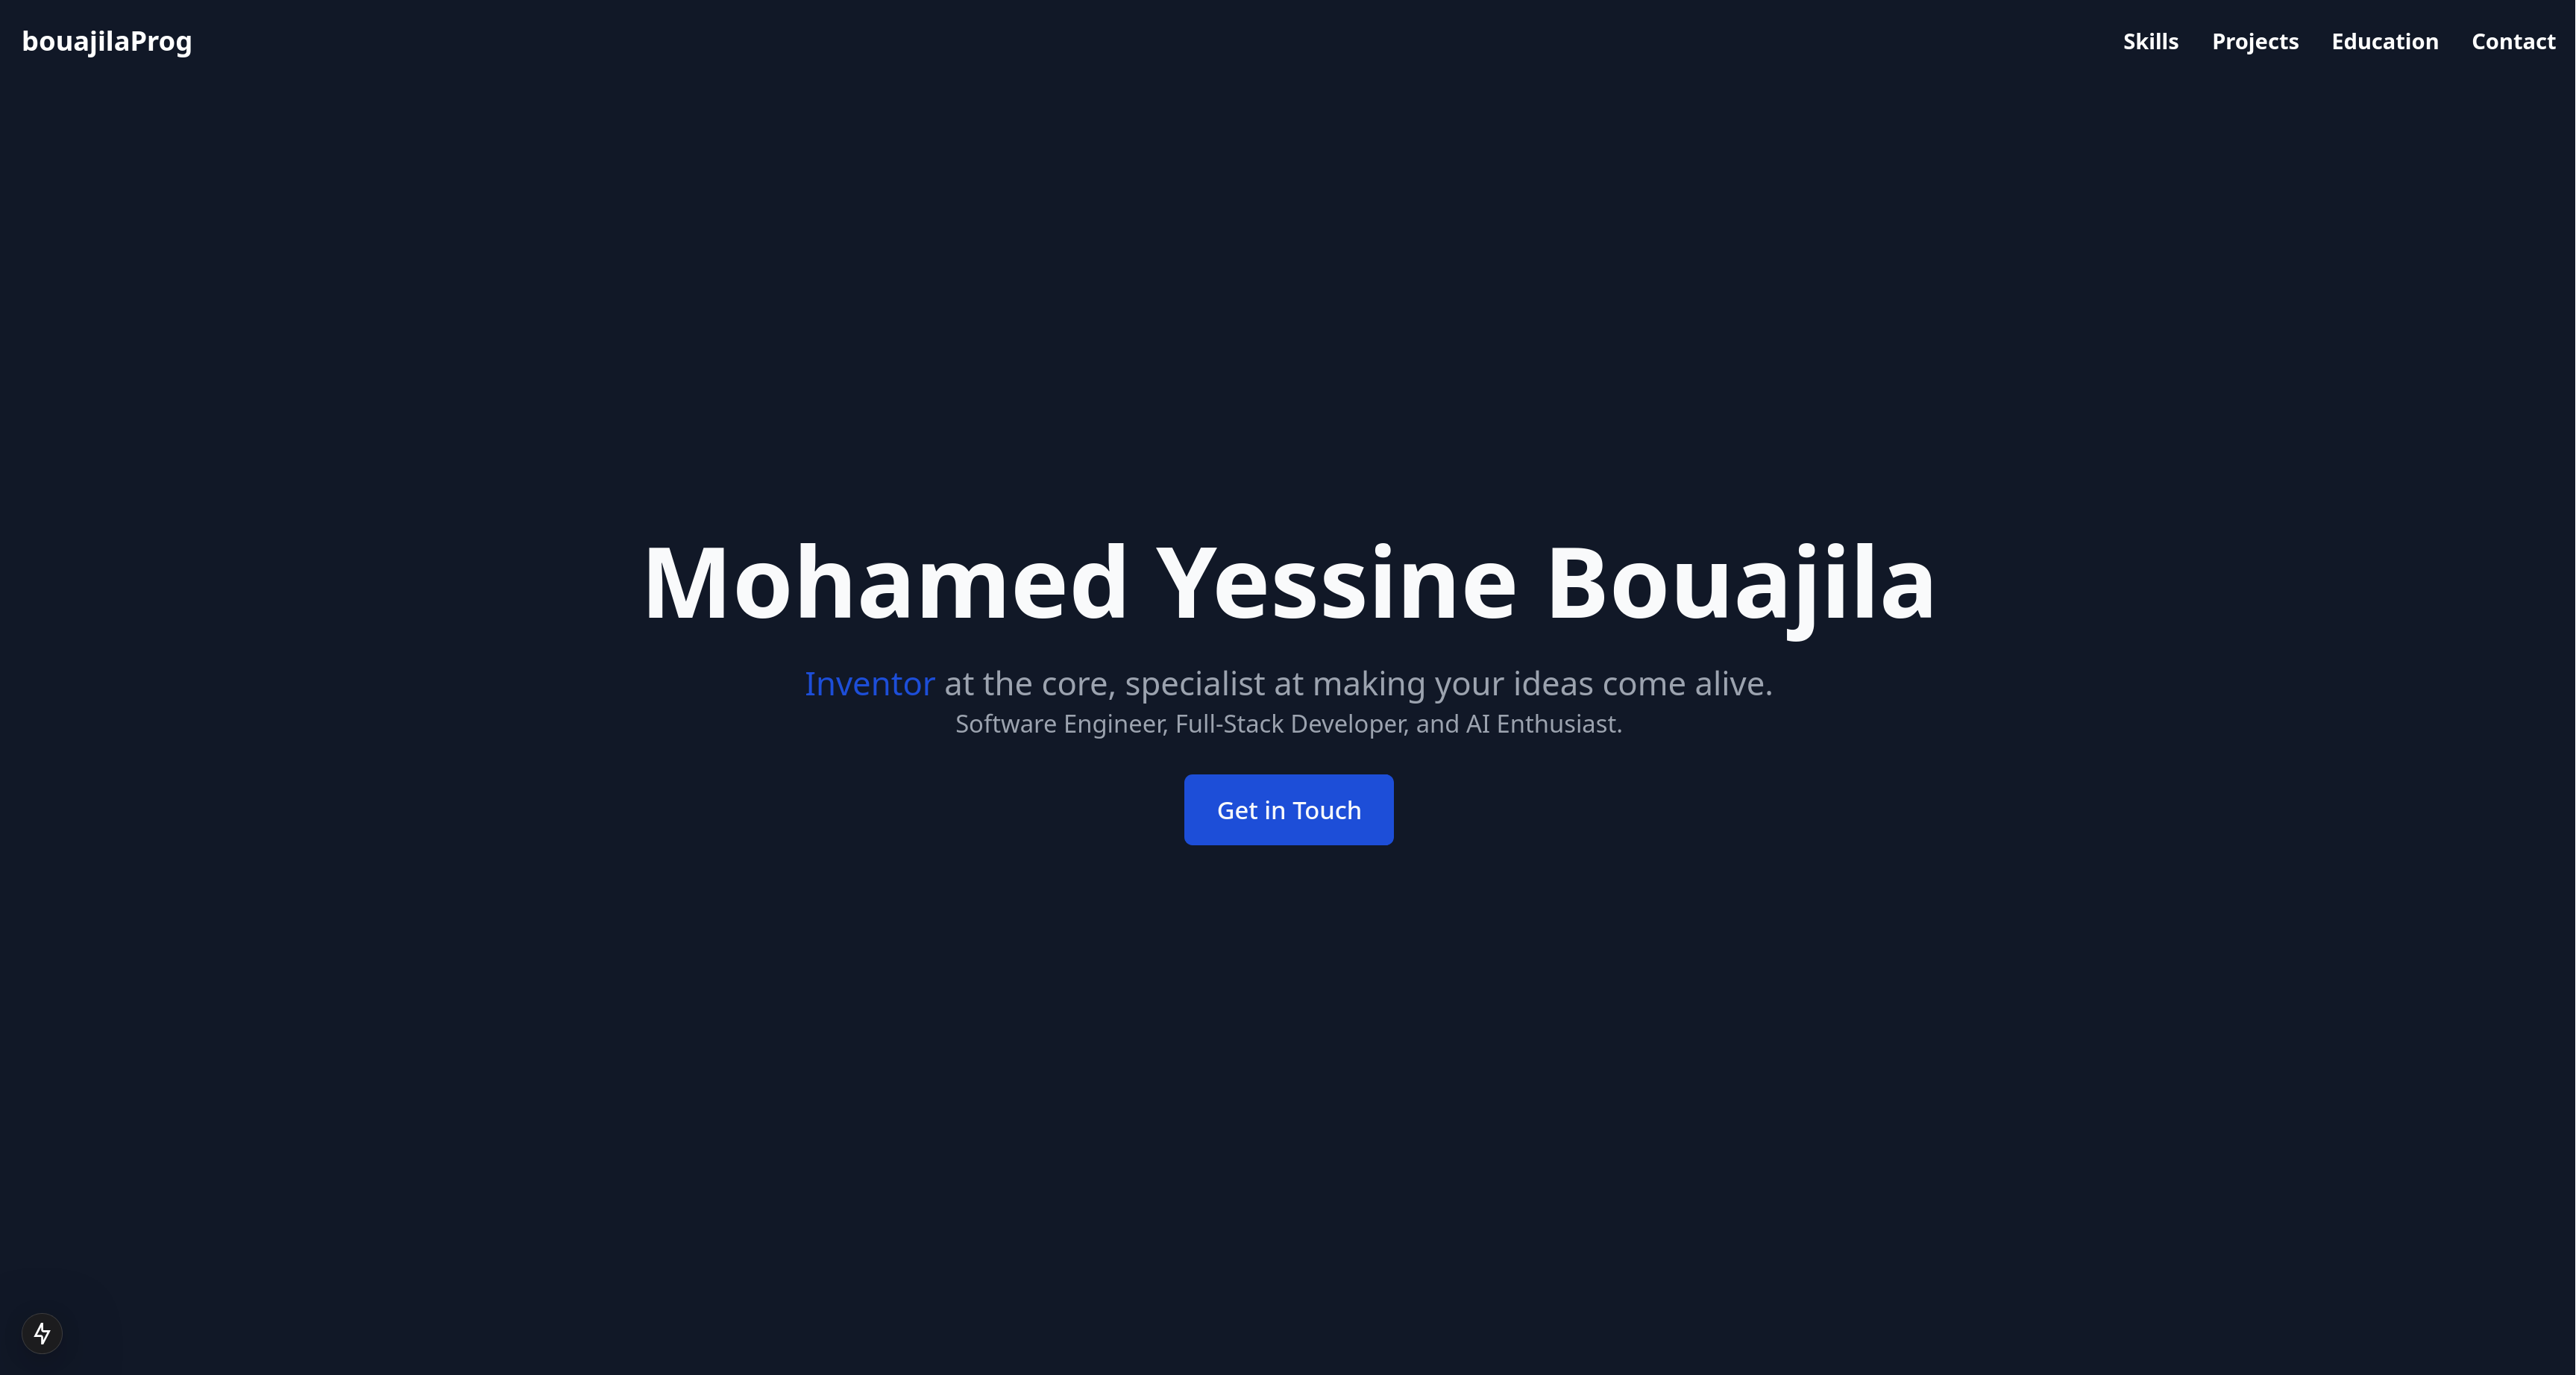 bouajilaProg
Skills Projects Education Contact
Mohamed Yessine Bouajila
Inventor at the core, specialist at making your ideas come alive.
Software Engineer, Full-Stack Developer, and AI Enthusiast.
Get in Touch